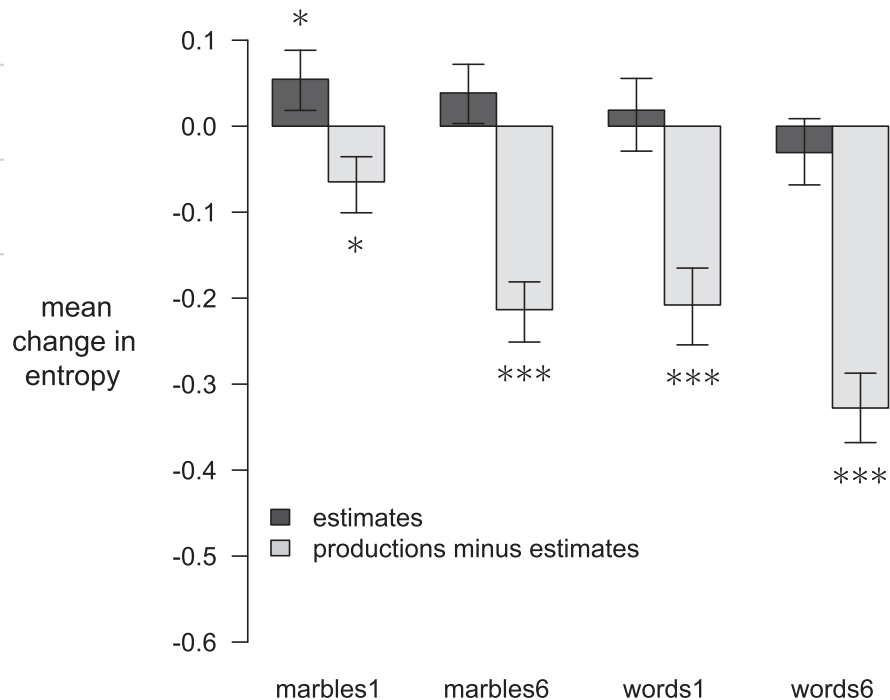 *
0.1
0.0
-0.1
*
-0.2
mean
change in
entropy
-0.3
***
***
-0.4
***
estimates
-0.5
productions minus estimates
-0.6
marbles1 marbles6 words1 words6